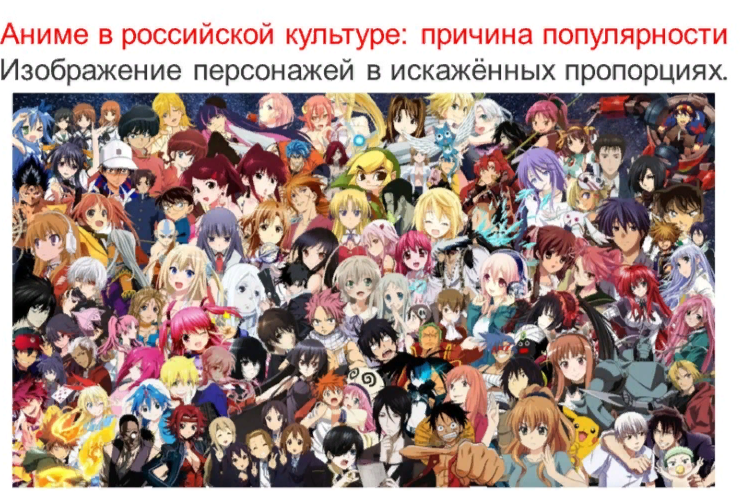 Аниме в российской культуре: причина популярности
Изображение персонажей в искажённых пропорциях.